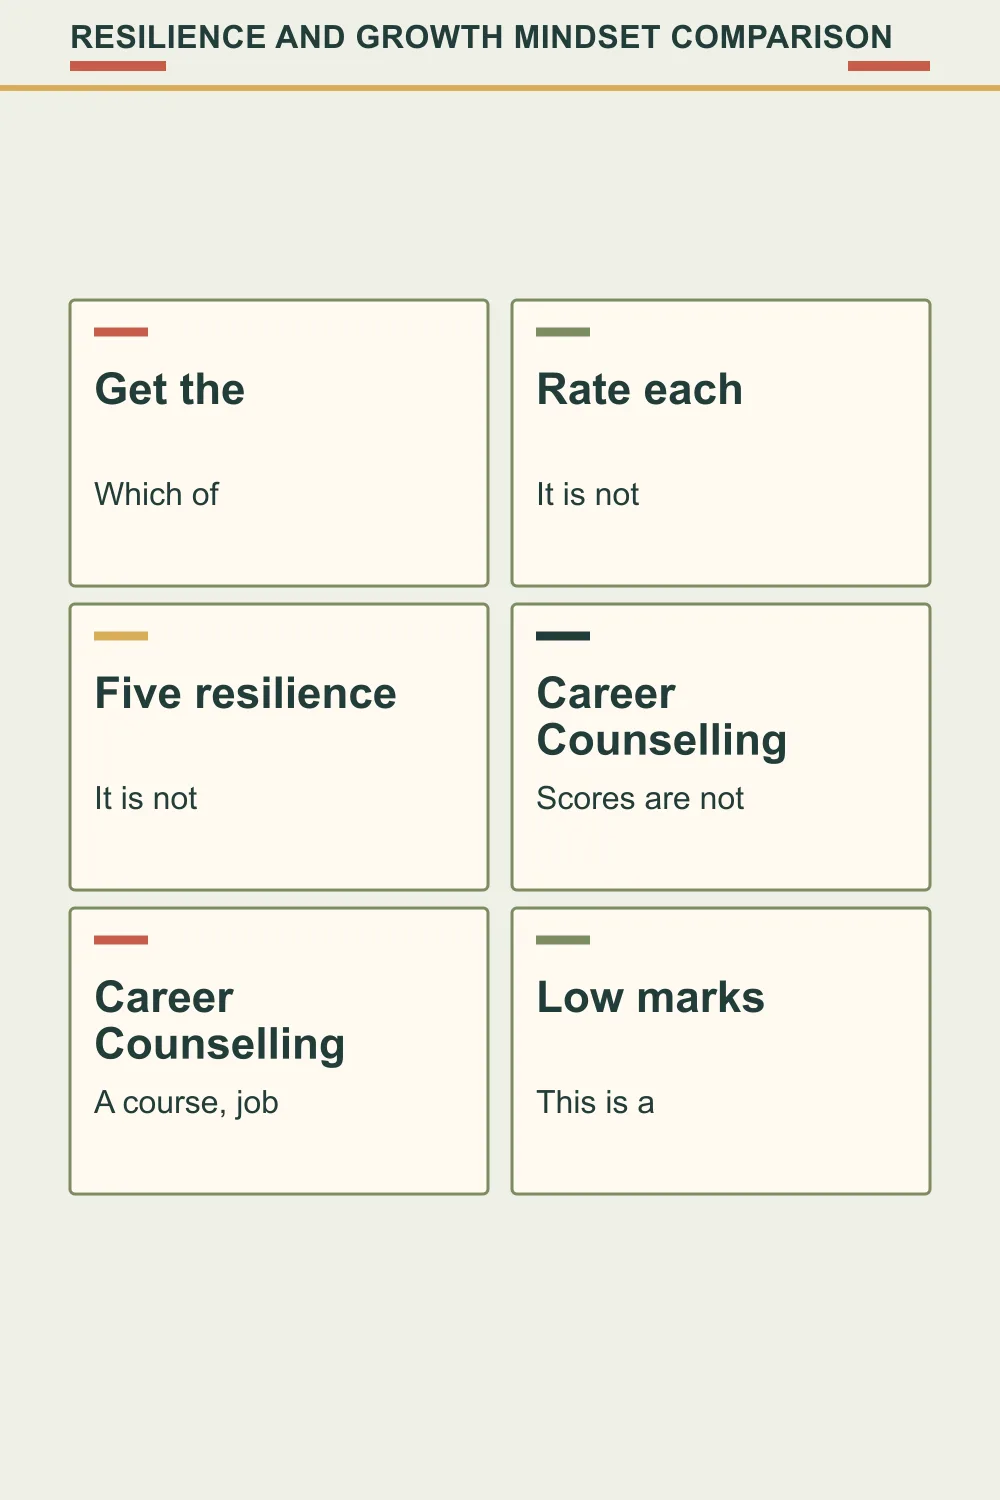 RESILIENCE AND GROWTH MINDSET COMPARISON
Get the
Which of
Rate each
It is not
Five resilience
It is not
Career
Counselling
Scores are not
Career
Counselling
A course, job
Low marks
This is a